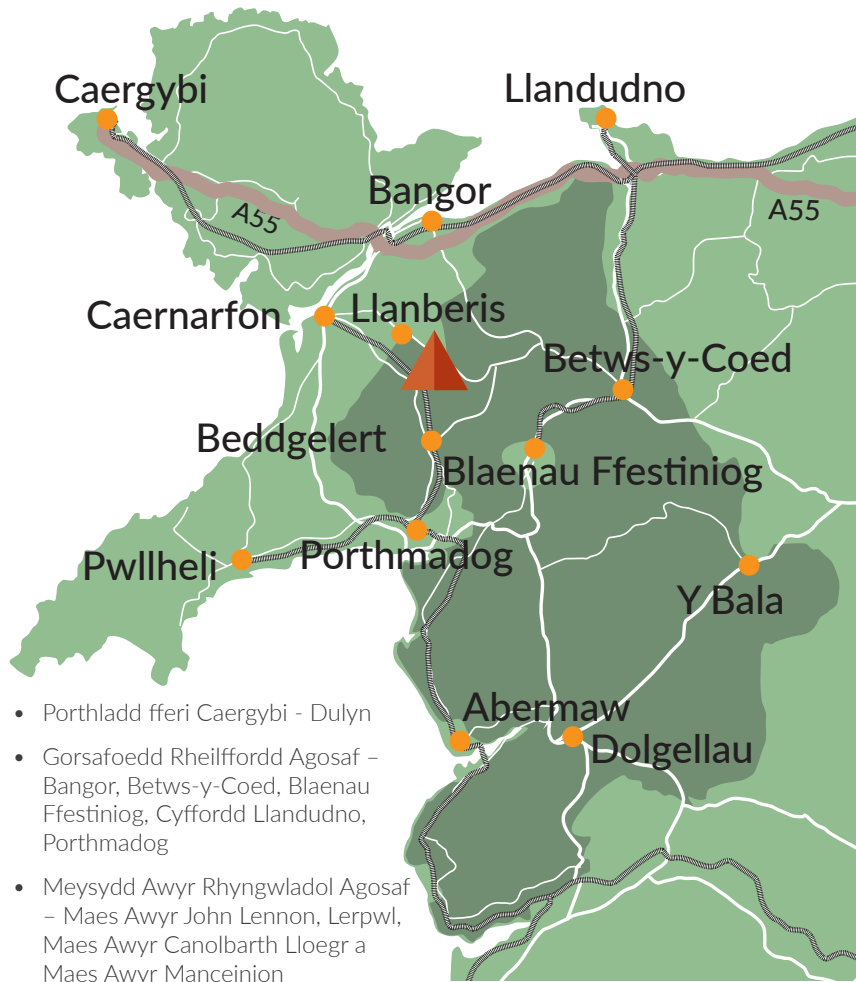 Caergybi
Llandudno
Bangor
A55
A55
Caernarfon
Llanberis
Betws-y-Coed
Beddgelert
Blaenau Ffestiniog
Pwllheli
Porthmadog
Y Bala
Abermaw
Dolgellau
• Porthladd fferi Caergybi - Dulyn
• Gorsafoedd Rheilffordd Agosaf –
Bangor, Betws-y-Coed, Blaenau
Ffestiniog, Cyffordd Llandudno,
Porthmadog
• Meysydd Awyr Rhyngwladol Agosaf
– Maes Awyr John Lennon, Lerpwl,
Maes Awyr Canolbarth Lloegr a
Maes Awyr Manceinion